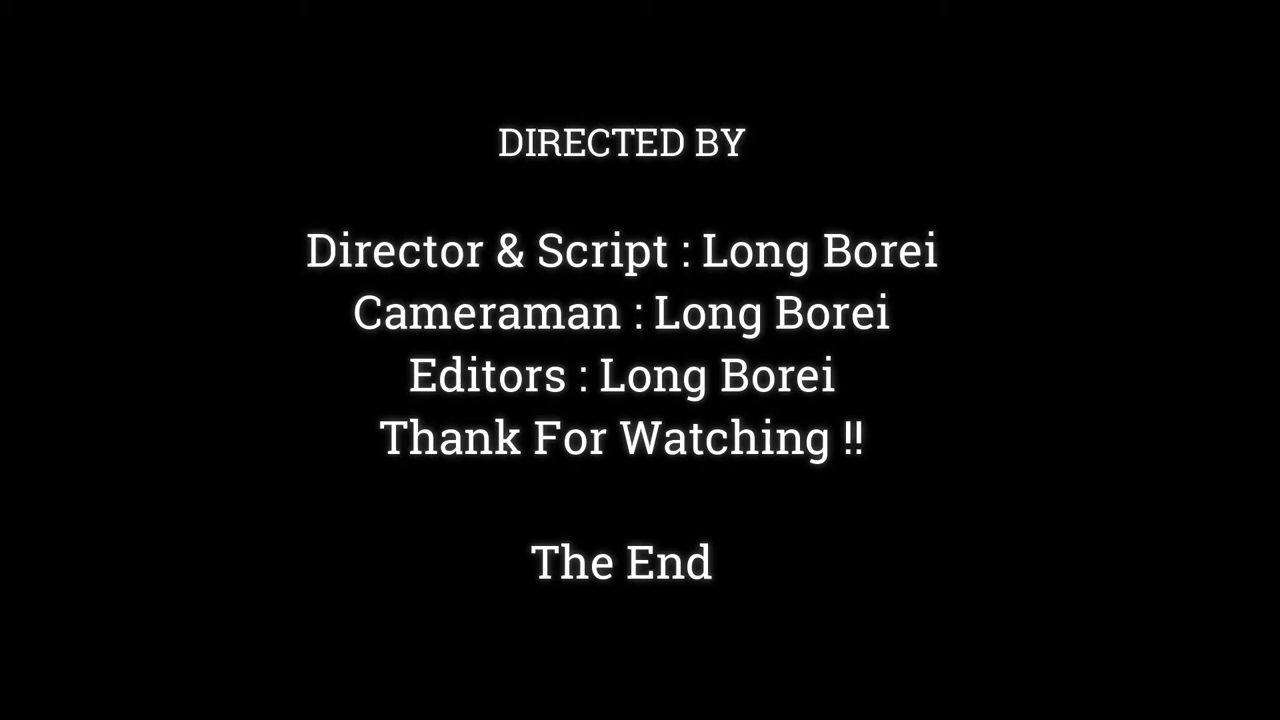 DIRECTED BY
Director & Script : Long Borei
Cameraman : Long Borei
Editors : Long Borei
Thank For Watching !!
The End